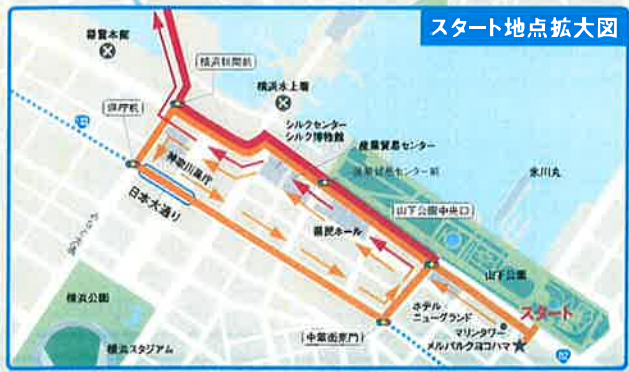 スタート地点拡大図
横浜税関前
県庁前
横浜水上署
シルクセンター
シルク博物館
産業貿易センター
産業貿易センター前
氷川丸
神奈川県庁
日本大通り
山下公園中央口
県民ホール
山下公園
横浜公園
ホテル
ニューグランド
スタート
マリンタワー
メルパルクヨコハマ
中華街東門
横浜スタジアム